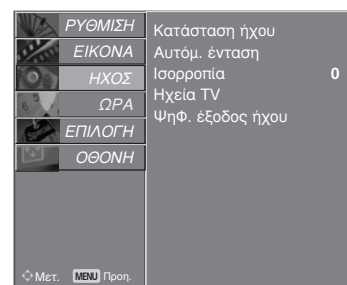 ΡΥΘΜΙΣΗ
ΕΙΚΟΝΑ
ΗΧΟΣ
ΩΡΑ
ΕΠΙΛΟΓΗ
ΟΘΟΝΗ
Κατάσταση ήχου
Αυτόμ. ένταση
Ισορροπία 0
Ηχεία TV
ΨηΦ. έξοδος ήχου
Μετ. MENU Προη.